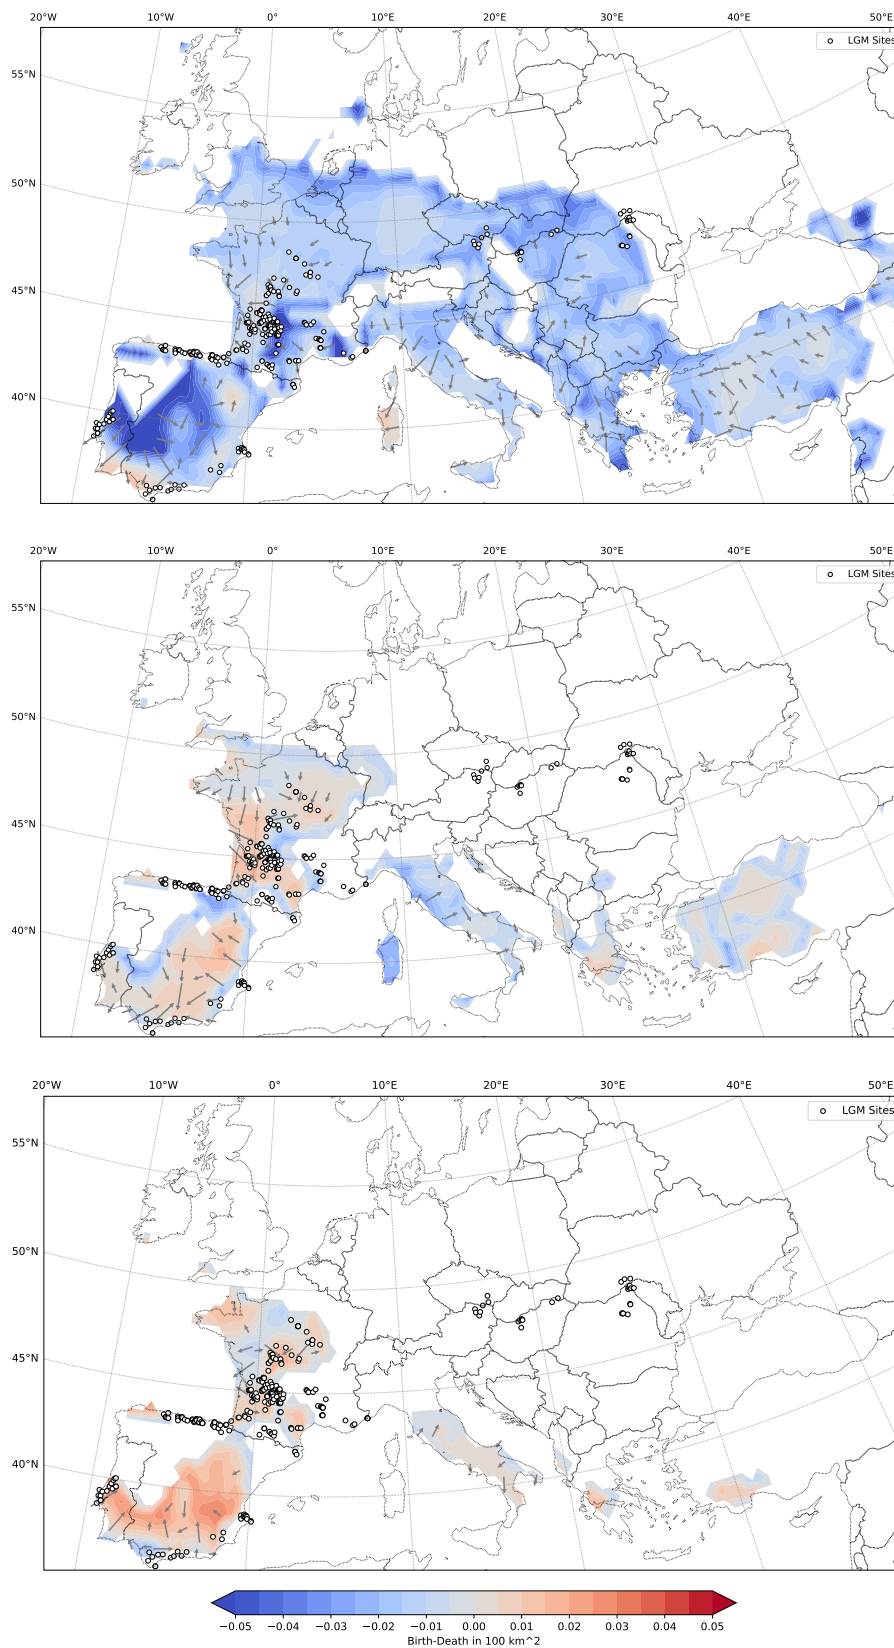 20°W 10°W 0° 10°E 20°E 30°E 40°E 50°E
LGM Sites
55°N
50°N
45°N
40°N
20°W 10°W 0° 10°E 20°E 30°E 40°E 50°E
LGM Sites
55°N
50°N
45°N
40°N
20°W 10°W 0° 10°E 20°E 30°E 40°E 50°E
LGM Sites
55°N
50°N
45°N
40°N
−0.05 −0.04 −0.03 −0.02 −0.01 0.00 0.01 0.02 0.03 0.04 0.05
Birth-Death in 100 km^2